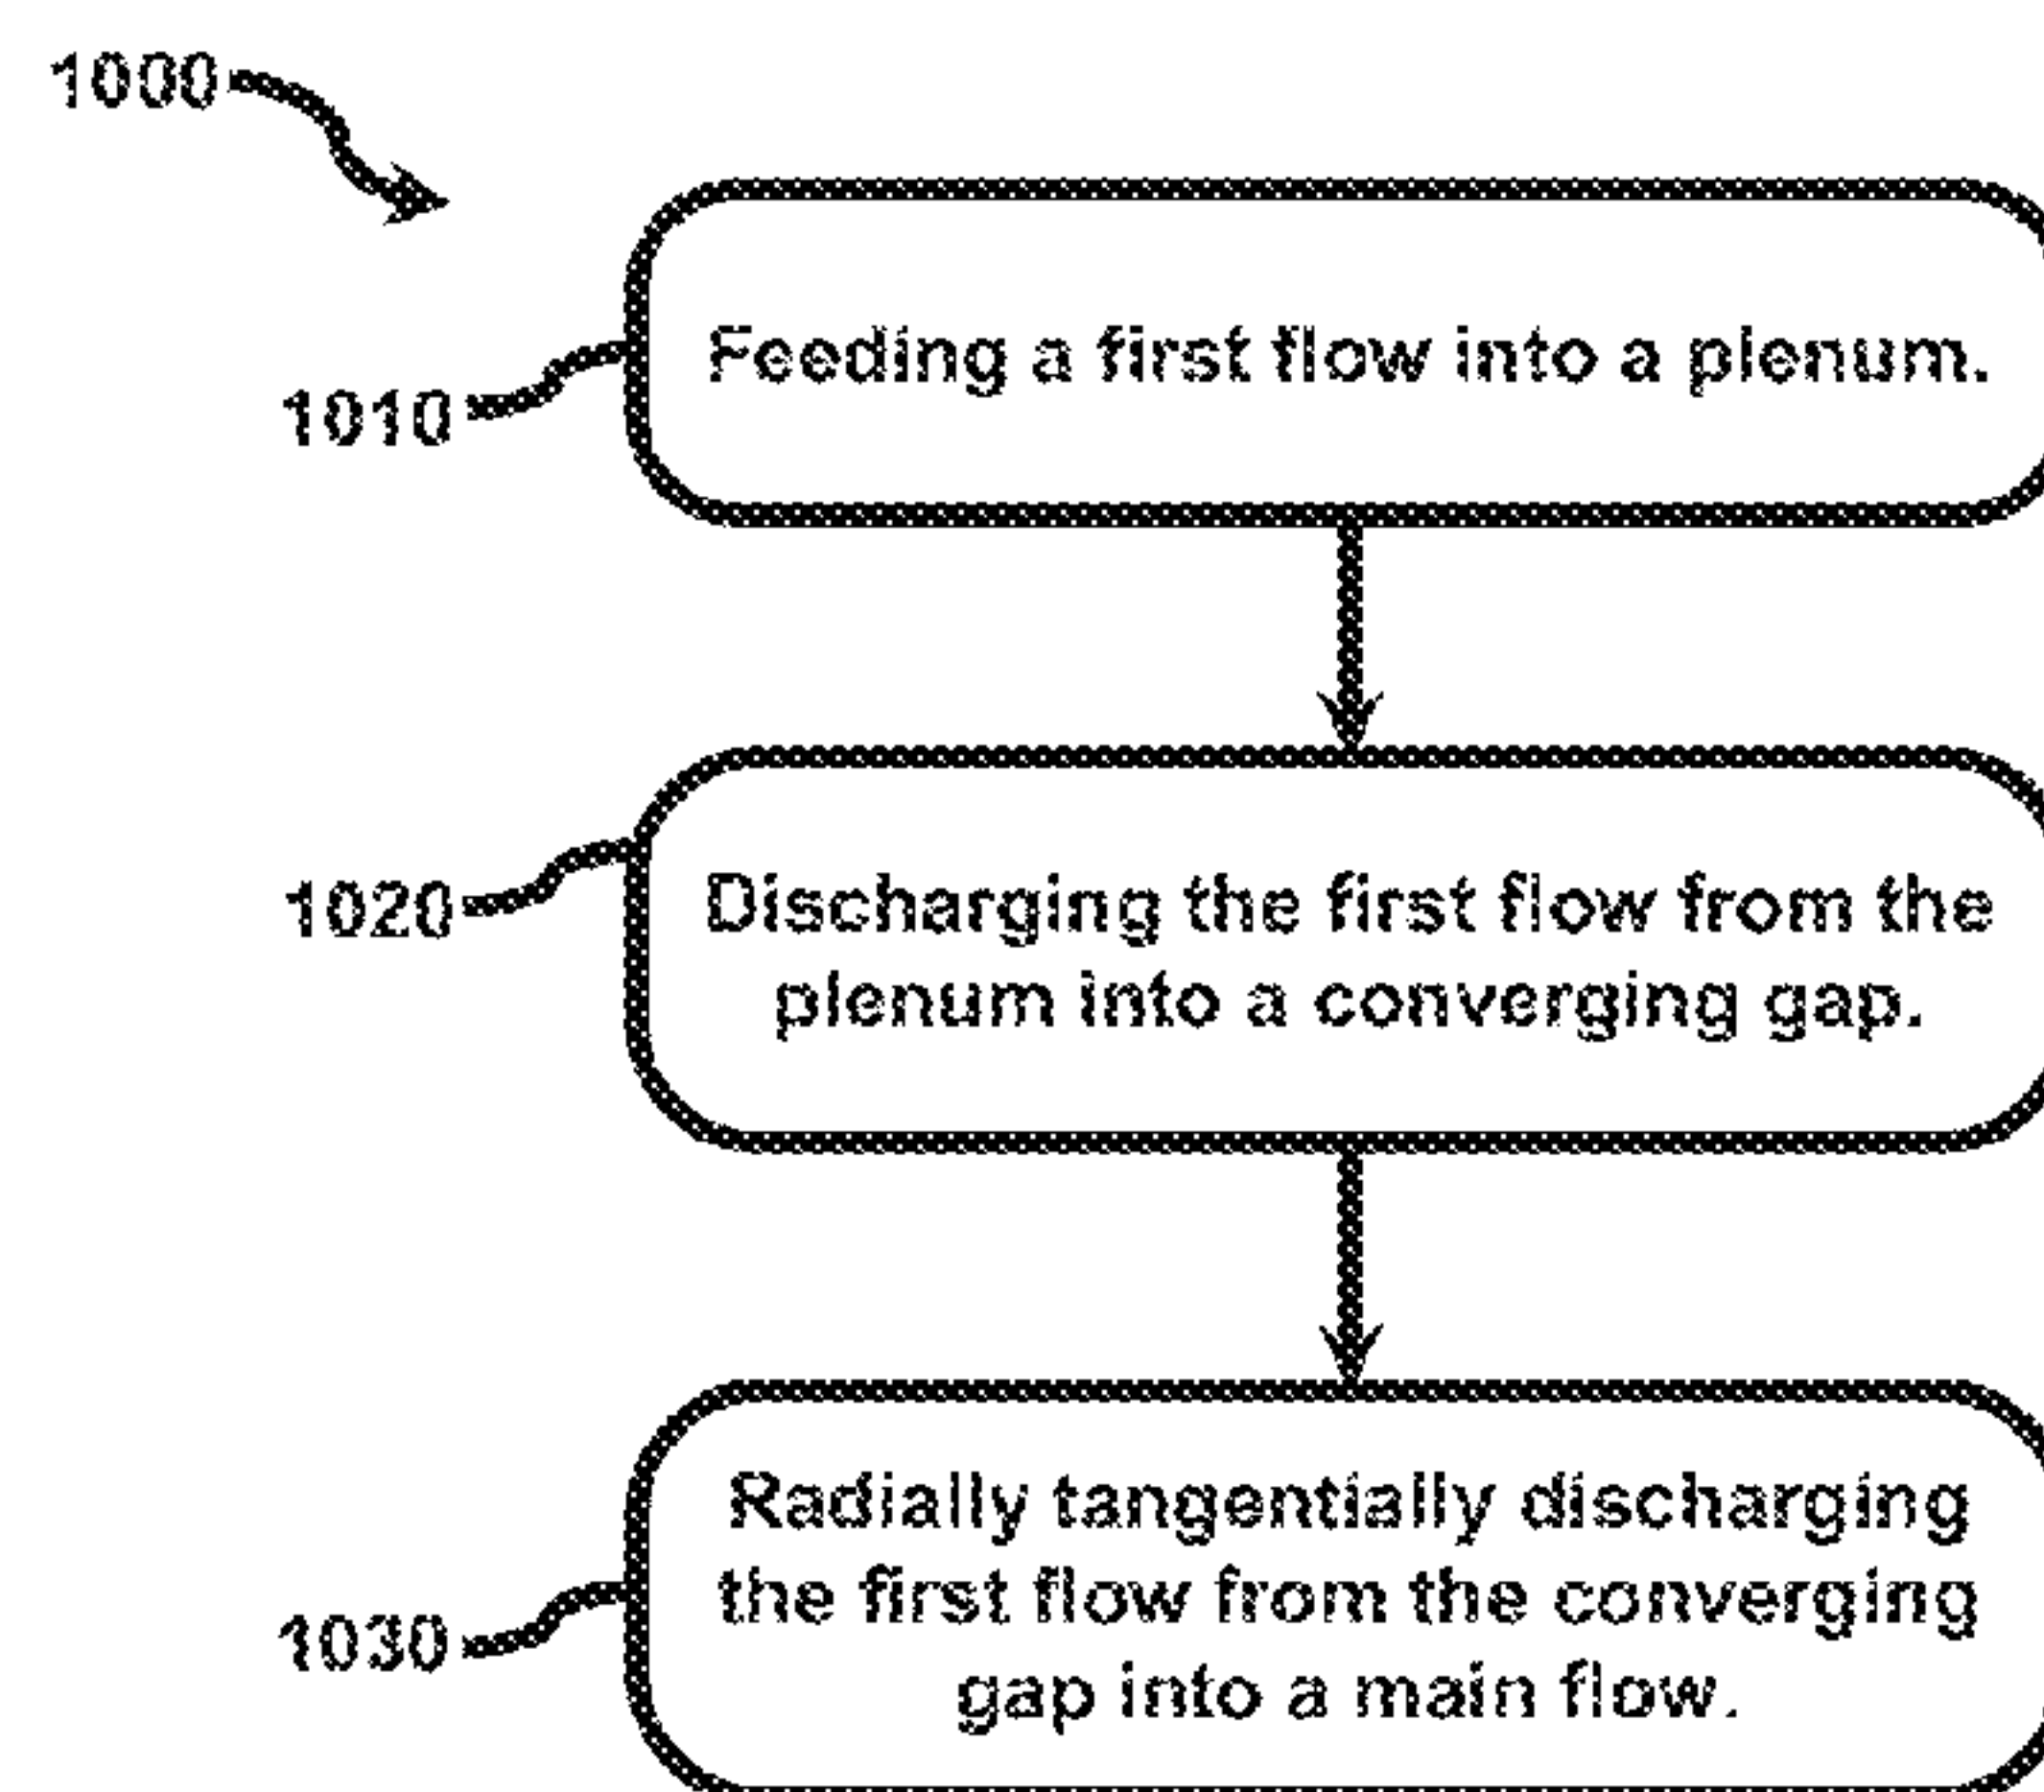 1000
1010
Feeding a first flow into a plenum.
1020
Discharging the first flow from the
plenum into a converging gap.
1030
Radially tangentially discharging
the first flow from the converging
gap into a main flow.